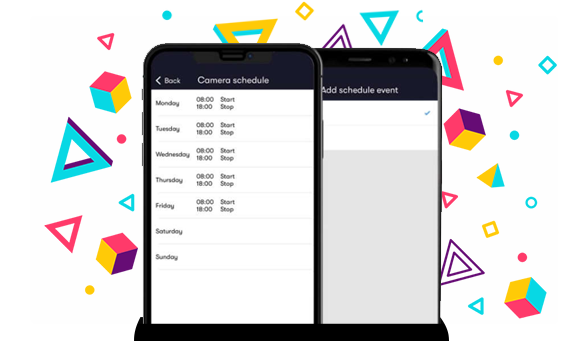 Back Camera schedule
Monday 08:00 Start
18:00 Stop
Tuesday 08:00 Start
18:00 Stop
Wednesday 08:00 Start
18:00 Stop
Thursday 08:00 Start
18:00 Stop
Friday 08:00 Start
18:00 Stop
Saturday
Sunday
Add schedule event